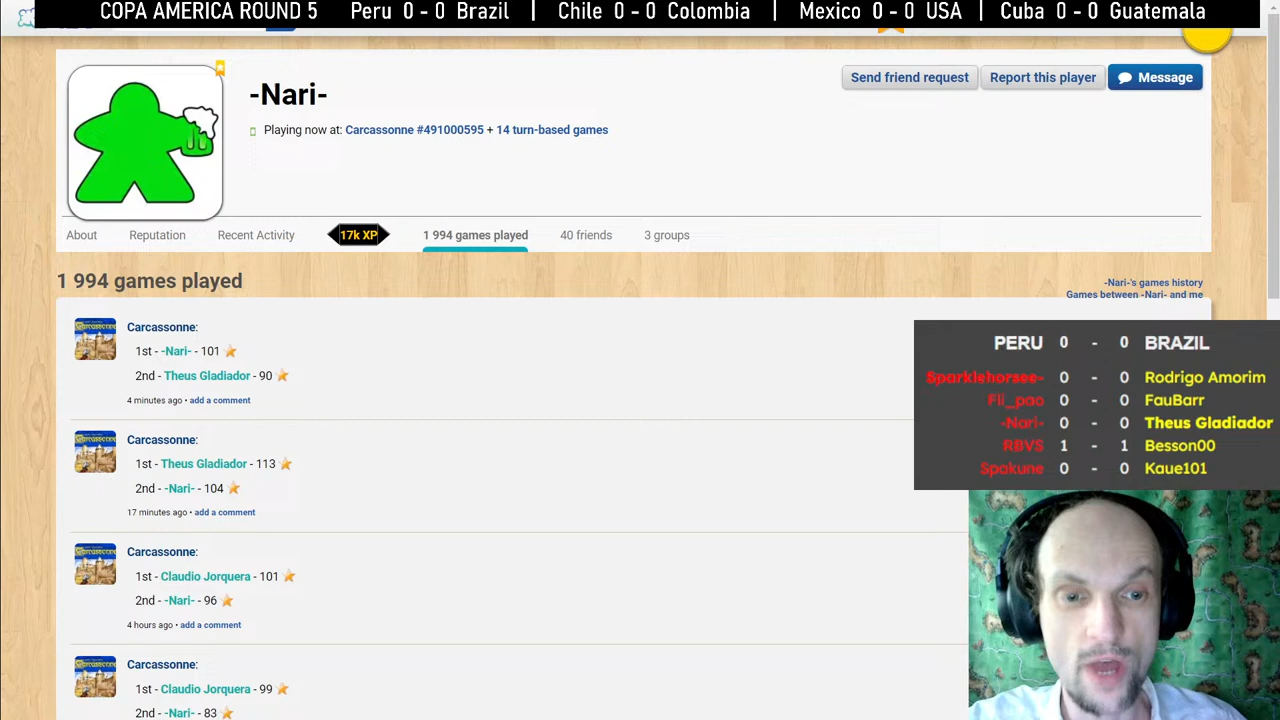 COPA AMERICA ROUND 5 Peru 0 - 0 Brazil | Chile 0 - 0 Colombia | Mexico 0 - 0 USA | Cuba 0 - 0 Guatemala
-Nari-
Send friend request
Report this player
Message
Playing now at: Carcassonne #491000595 + 14 turn-based games
About
Reputation
Recent Activity
17k XP
1 994 games played
40 friends
3 groups
1 994 games played
-Nari-'s games history
Games between -Nari- and me
Carcassonne:
1st - -Nari- - 101
2nd - Theus Gladiador - 90
4 minutes ago • add a comment
Carcassonne:
1st - Theus Gladiador - 113
2nd - -Nari- - 104
17 minutes ago • add a comment
Carcassonne:
1st - Claudio Jorquera - 101
2nd - -Nari- - 96
4 hours ago • add a comment
Carcassonne:
1st - Claudio Jorquera - 99
2nd - -Nari- - 83
PERU 0 - 0 BRAZIL
Sparklehorsee- 0 - 0 Rodrigo Amorim
Fli_pao 0 - 0 FauBarr
-Nari- 0 - 0 Theus Gladiador
RBVS 1 - 1 Besson00
Spokune 0 - 0 Kaue101